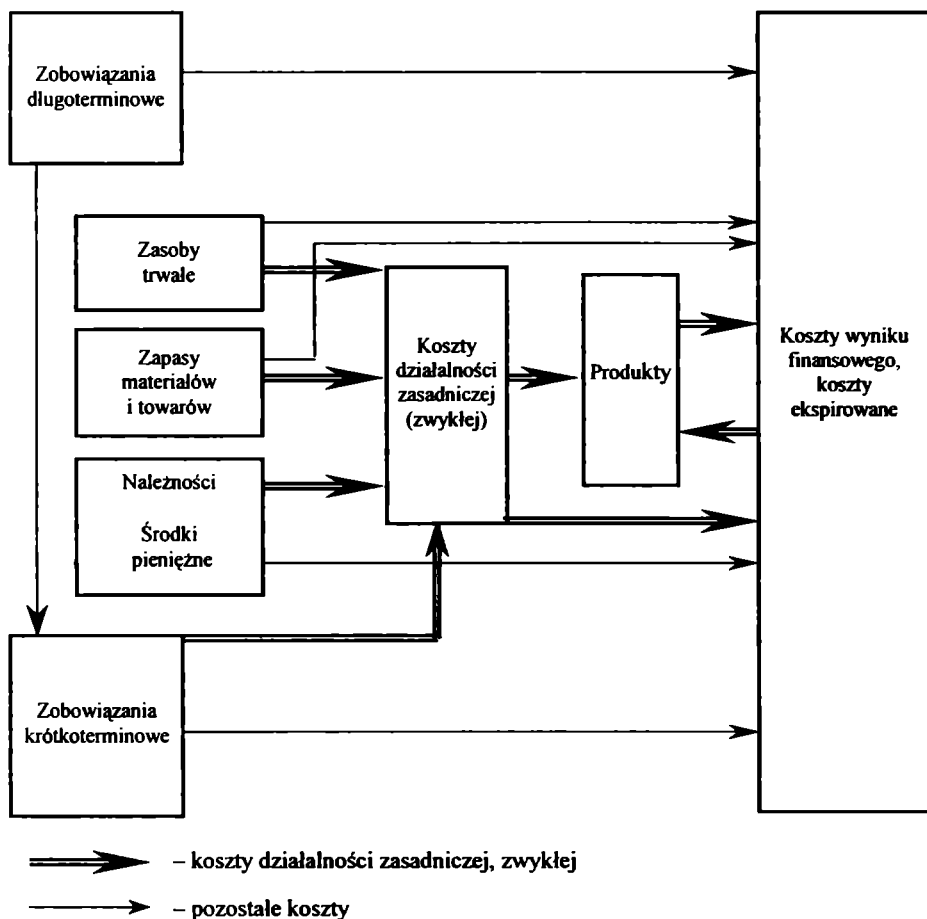 Zobowiązania
długoterminowe
Zasoby
trwałe
Zapasy
materiałów
i towarów
Należności
Środki
pieniężne
Zobowiązania
krótkoterminowe
Koszty
działalności
zasadniczej
(zwykłej)
Produkty
Koszty wyniku
finansowego,
koszty
ekspirowane
– koszty działalności zasadniczej, zwykłej
– pozostałe koszty